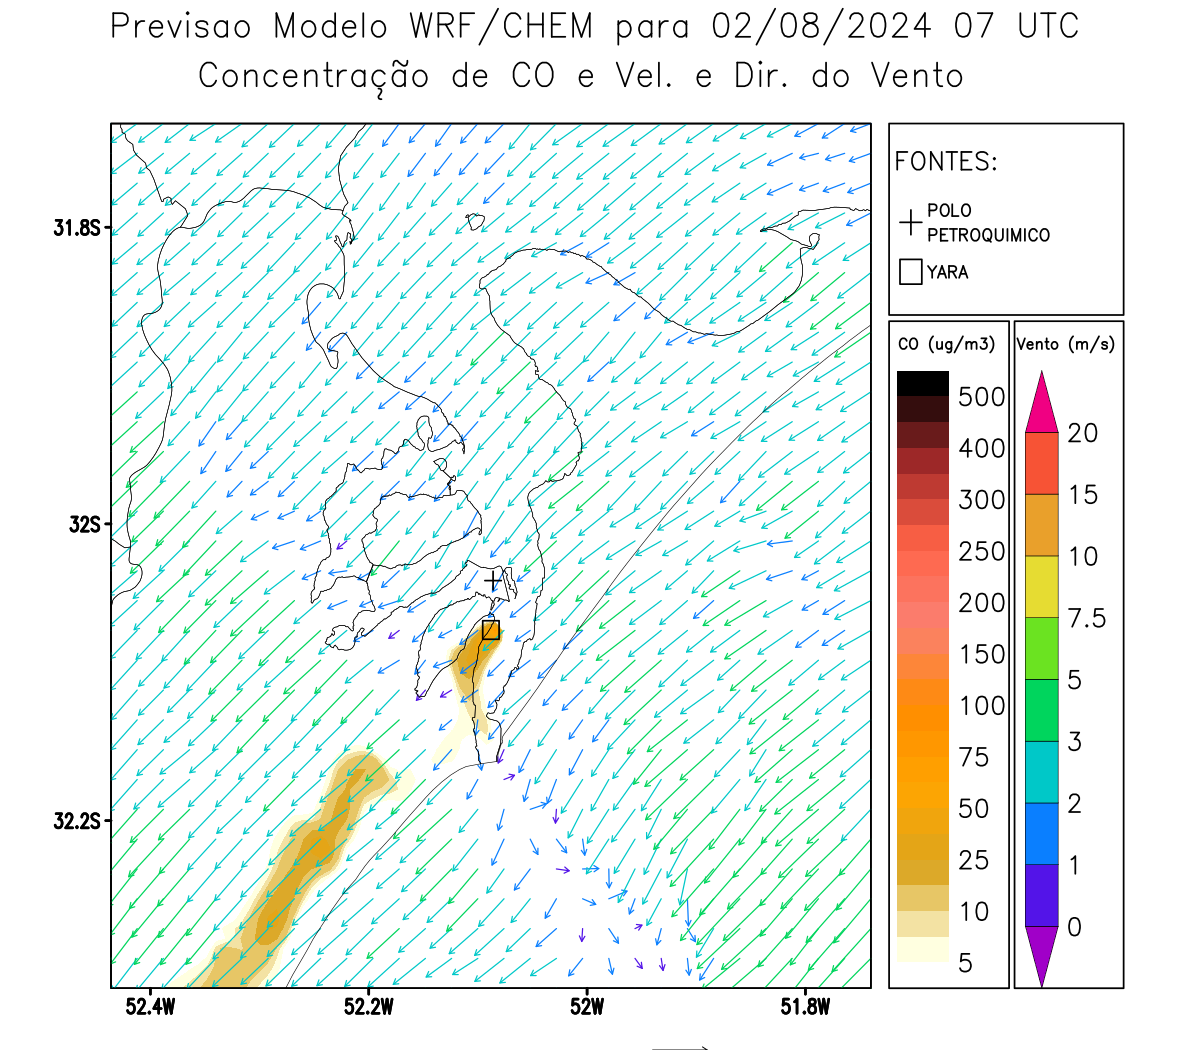 Previsao Modelo WRF/CHEM para 02/08/2024 07 UTC
Concentração de CO e Vel. e Dir. do Vento
FONTES:
POLO
PETROQUIMICO
YARA
CO (ug/m3)
500
400
300
250
200
150
100
75
50
25
10
5
Vento (m/s)
20
15
10
7.5
5
3
2
1
0
31.8S
32S
32.2S
52.4W
52.2W
52W
51.8W